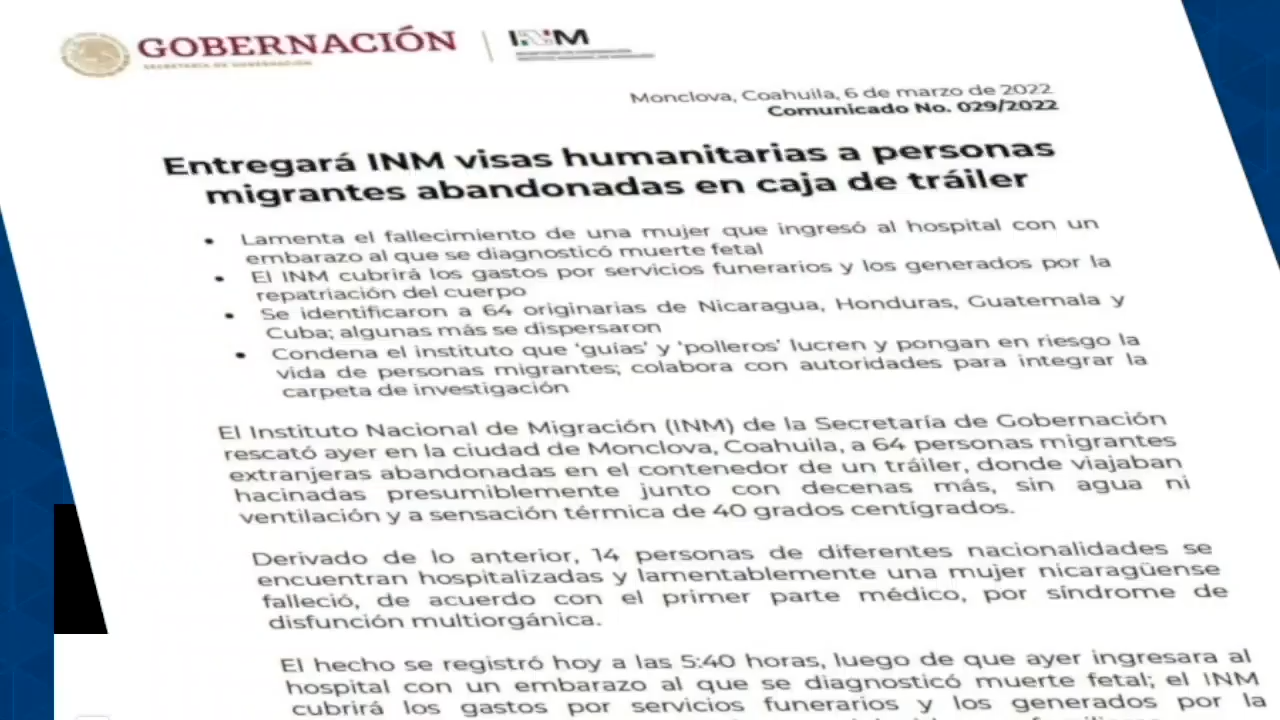 GOBERNACIÓN
SECRETARÍA DE GOBERNACIÓN
INM
Monclova, Coahuila, 6 de marzo de 2022
Comunicado No. 029/2022
Entregará INM visas humanitarias a personas
migrantes abandonadas en caja de tráiler
• Lamenta el fallecimiento de una mujer que ingresó al hospital con un
embarazo al que se diagnosticó muerte fetal
• El INM cubrirá los gastos por servicios funerarios y los generados por la
repatriación del cuerpo
• Se identificaron a 64 originarias de Nicaragua, Honduras, Guatemala y
Cuba; algunas más se dispersaron
• Condena el instituto que ‘guías’ y ‘polleros’ lucren y pongan en riesgo la
vida de personas migrantes; colabora con autoridades para integrar la
carpeta de investigación
El Instituto Nacional de Migración (INM) de la Secretaría de Gobernación
rescató ayer en la ciudad de Monclova, Coahuila, a 64 personas migrantes
extranjeras abandonadas en el contenedor de un tráiler, donde viajaban
hacinadas presumiblemente junto con decenas más, sin agua ni
ventilación y a sensación térmica de 40 grados centígrados.
Derivado de lo anterior, 14 personas de diferentes nacionalidades se
encuentran hospitalizadas y lamentablemente una mujer nicaragüense
falleció, de acuerdo con el primer parte médico, por síndrome de
disfunción multiorgánica.
El hecho se registró hoy a las 5:40 horas, luego de que ayer ingresara al
hospital con un embarazo al que se diagnosticó muerte fetal; el INM
cubrirá los gastos por servicios funerarios y los generados por la